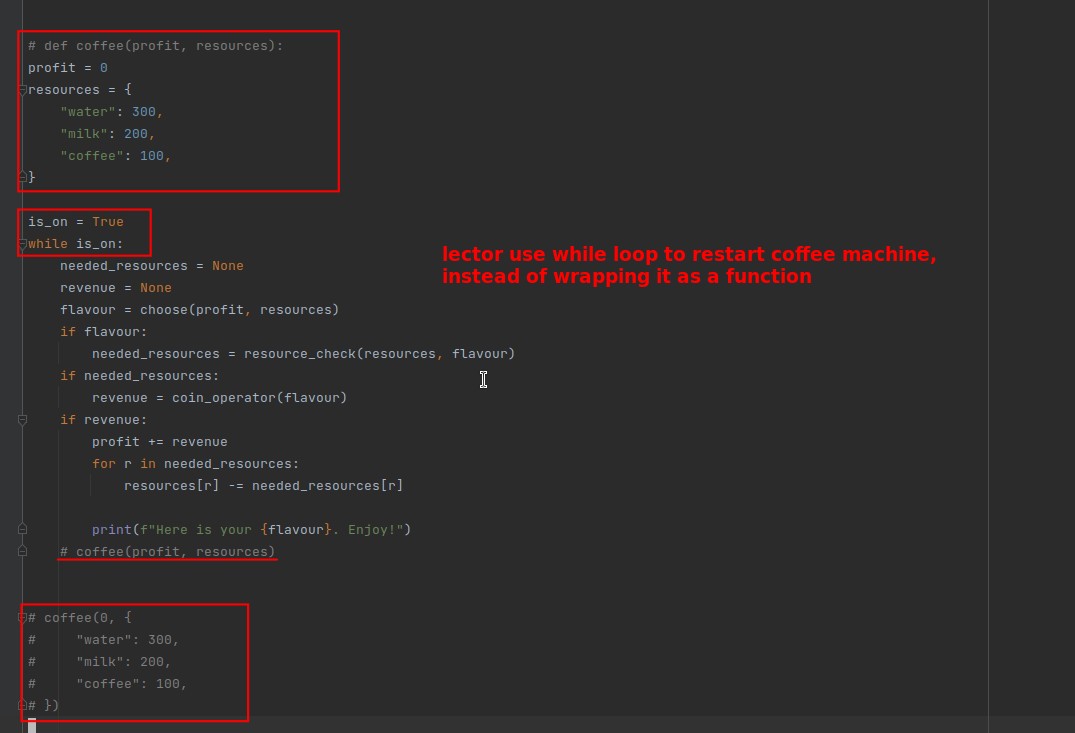 # def coffee(profit, resources):
profit = 0
resources = {
    "water": 300,
    "milk": 200,
    "coffee": 100,
}
is_on = True
while is_on:
    needed_resources = None
    revenue = None
    flavour = choose(profit, resources)
    if flavour:
        needed_resources = resource_check(resources, flavour)
    if needed_resources:
        revenue = coin_operator(flavour)
    if revenue:
        profit += revenue
        for r in needed_resources:
            resources[r] -= needed_resources[r]
        print(f"Here is your {flavour}. Enjoy!")
    # coffee(profit, resources)
# coffee(0, {
#     "water": 300,
#     "milk": 200,
#     "coffee": 100,
# })
lector use while loop to restart coffee machine,
instead of wrapping it as a function